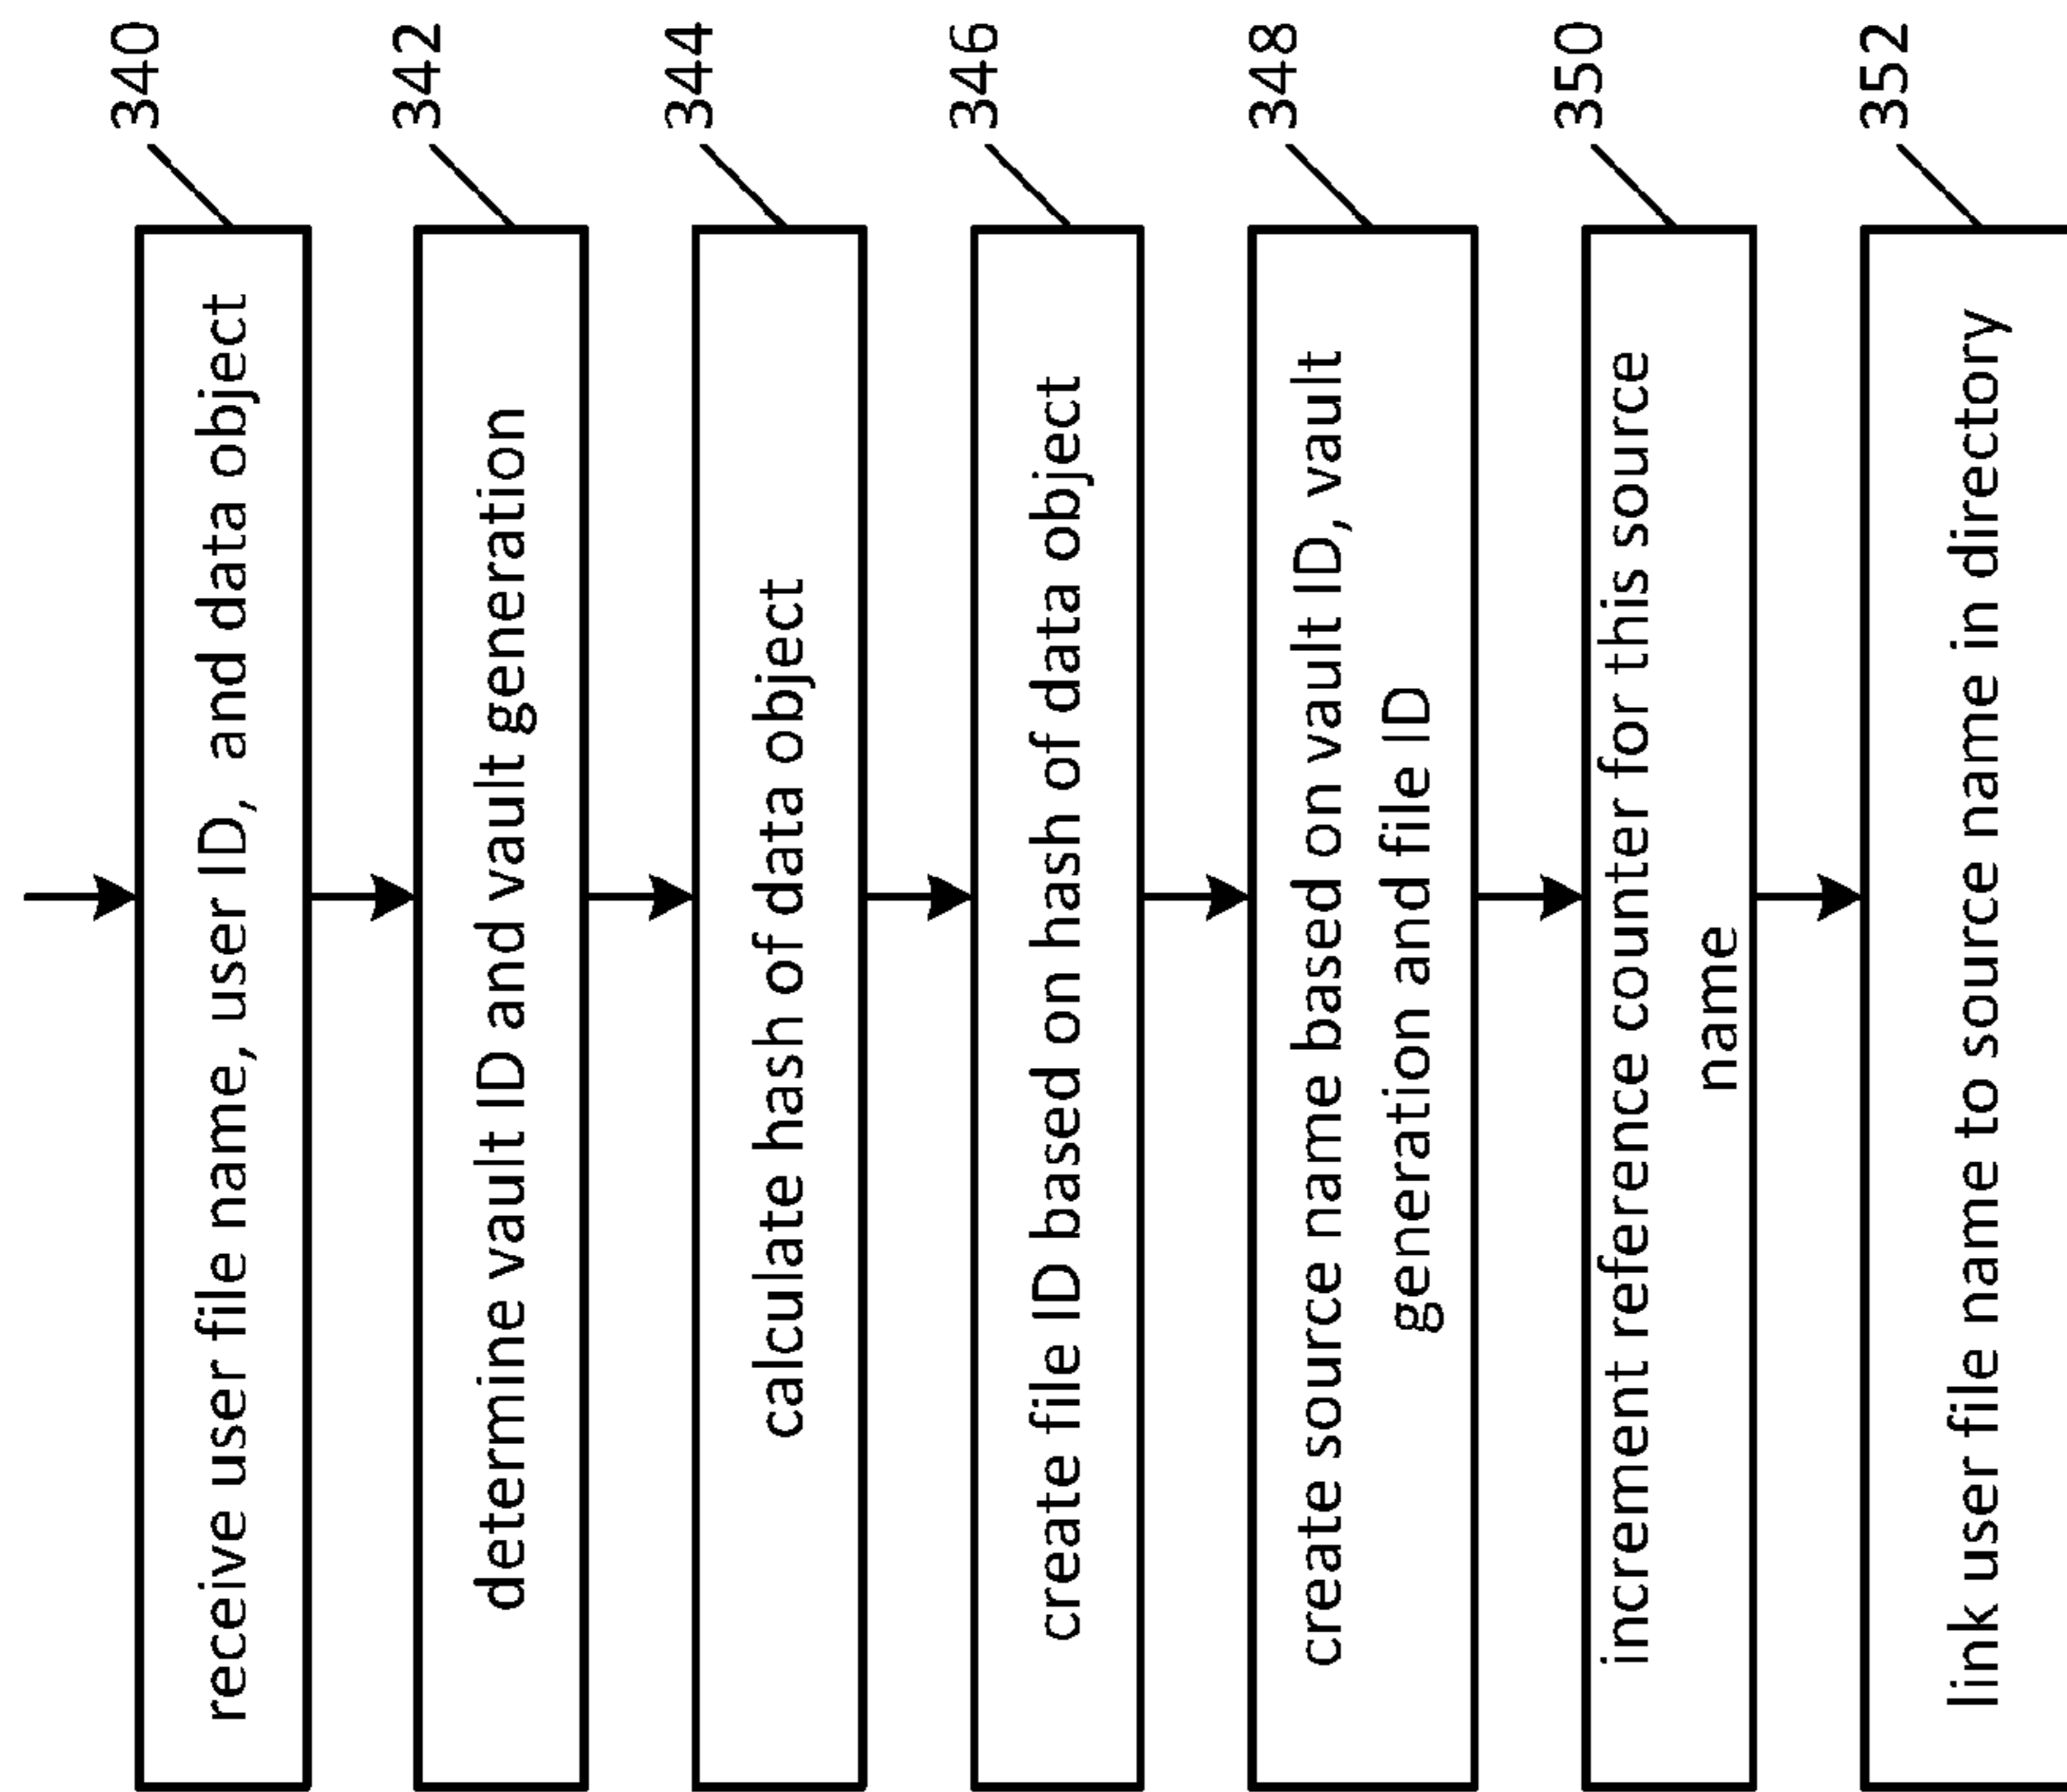 340
receive user file name, user ID, and data object
342
determine vault ID and vault generation
344
calculate hash of data object
346
create file ID based on hash of data object
348
create source name based on vault ID, vault
generation and file ID
350
increment reference counter for this source
name
352
link user file name to source name in directory